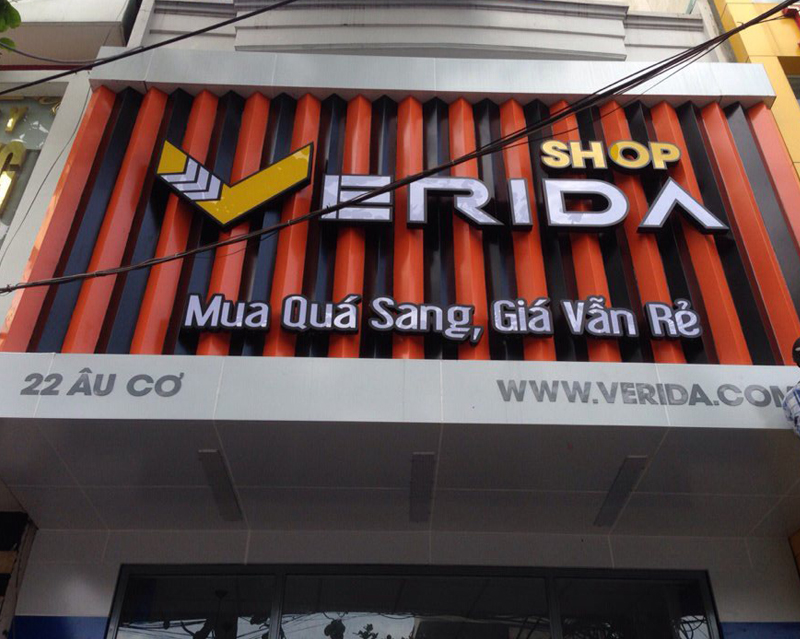 SHOP
VERIDA
Mua Quá Sang, Giá Vẫn Rẻ
22 ÂU CƠ
WWW.VERIDA.COM